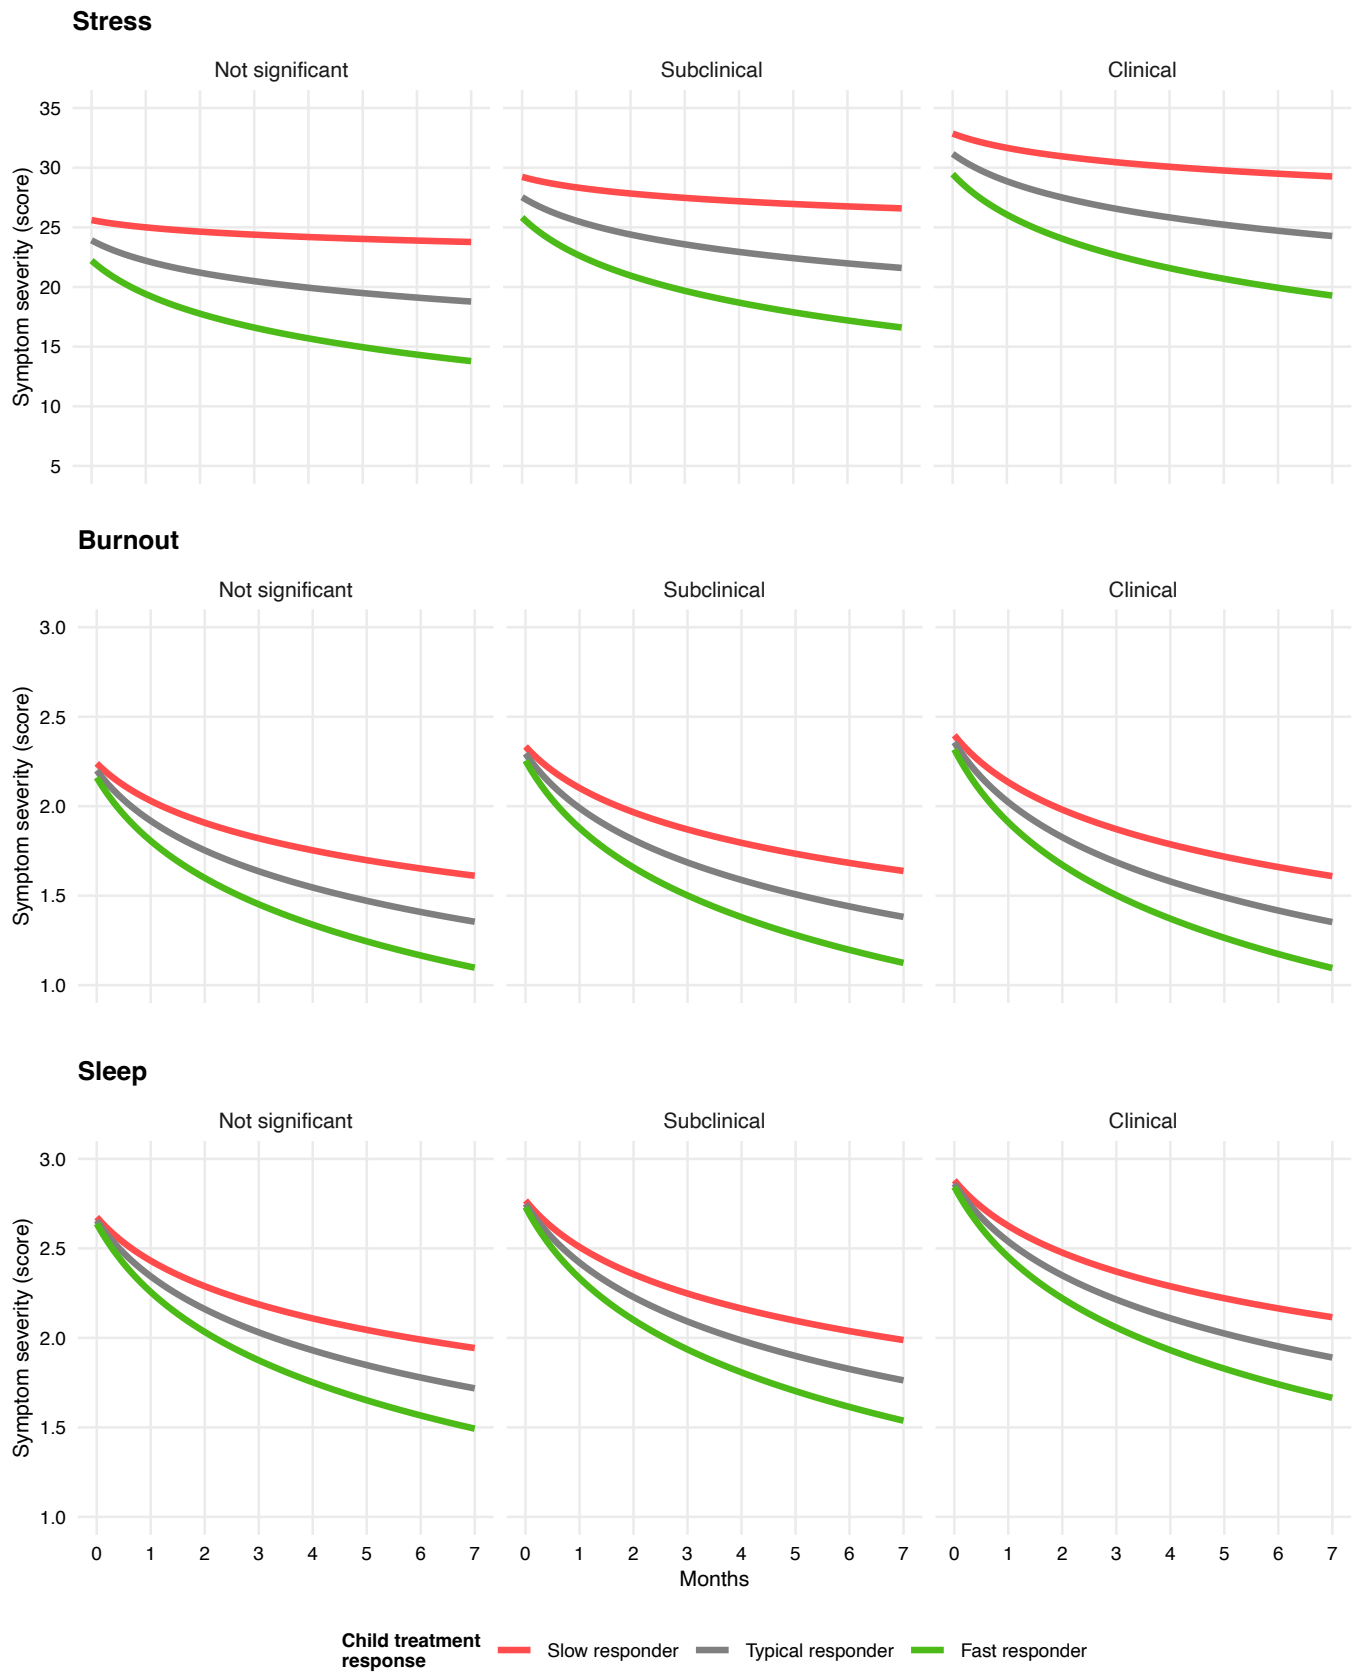 Stress
Not significant Subclinical Clinical
35
30
25
20
15
10
5
Symptom severity (score)
Burnout
Not significant Subclinical Clinical
3.0
2.5
2.0
1.5
1.0
Symptom severity (score)
Sleep
Not significant Subclinical Clinical
3.0
2.5
2.0
1.5
1.0
Symptom severity (score)
0 1 2 3 4 5 6 7 0 1 2 3 4 5 6 7 0 1 2 3 4 5 6 7
Months
Child treatment
response
Slow responder Typical responder Fast responder